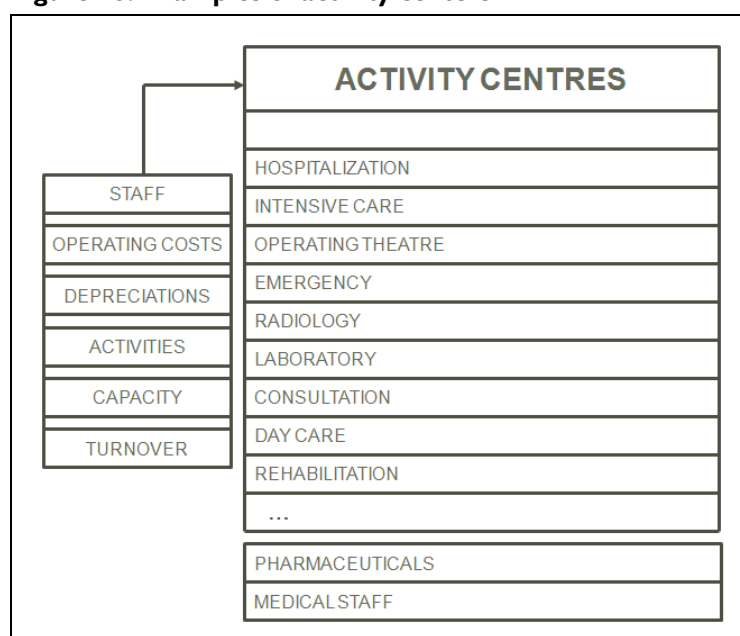 ACTIVITY CENTRES
STAFF
OPERATING COSTS
DEPRECIATIONS
ACTIVITIES
CAPACITY
TURNOVER
HOSPITALIZATION
INTENSIVE CARE
OPERATING THEATRE
EMERGENCY
RADIOLOGY
LABORATORY
CONSULTATION
DAY CARE
REHABILITATION
...
PHARMACEUTICALS
MEDICAL STAFF